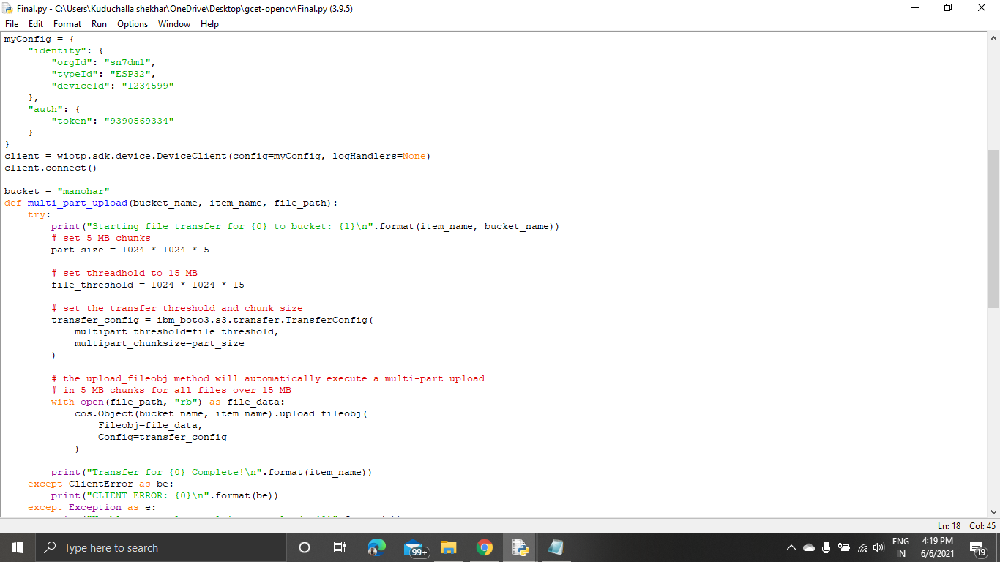 Final.py - C:\Users\Kuduchalla shekhar\OneDrive\Desktop\gcet-opencv\Final.py (3.9.5)
File Edit Format Run Options Window Help
myConfig = {
    "identity": {
        "orgId": "sn7dml",
        "typeId": "ESP32",
        "deviceId": "1234599"
    },
    "auth": {
        "token": "9390569334"
    }
}
client = wiotp.sdk.device.DeviceClient(config=myConfig, logHandlers=None)
client.connect()

bucket = "manohar"
def multi_part_upload(bucket_name, item_name, file_path):
    try:
        print("Starting file transfer for {0} to bucket: {1}\n".format(item_name, bucket_name))
        # set 5 MB chunks
        part_size = 1024 * 1024 * 5

        # set threadhold to 15 MB
        file_threshold = 1024 * 1024 * 15

        # set the transfer threshold and chunk size
        transfer_config = ibm_boto3.s3.transfer.TransferConfig(
            multipart_threshold=file_threshold,
            multipart_chunksize=part_size
        )

        # the upload_fileobj method will automatically execute a multi-part upload
        # in 5 MB chunks for all files over 15 MB
        with open(file_path, "rb") as file_data:
            cos.Object(bucket_name, item_name).upload_fileobj(
                Fileobj=file_data,
                Config=transfer_config
            )

        print("Transfer for {0} Complete!\n".format(item_name))
    except ClientError as be:
        print("CLIENT ERROR: {0}\n".format(be))
    except Exception as e:
Ln: 18 Col: 45
Type here to search
99+
ENG
IN
4:19 PM
6/6/2021
19